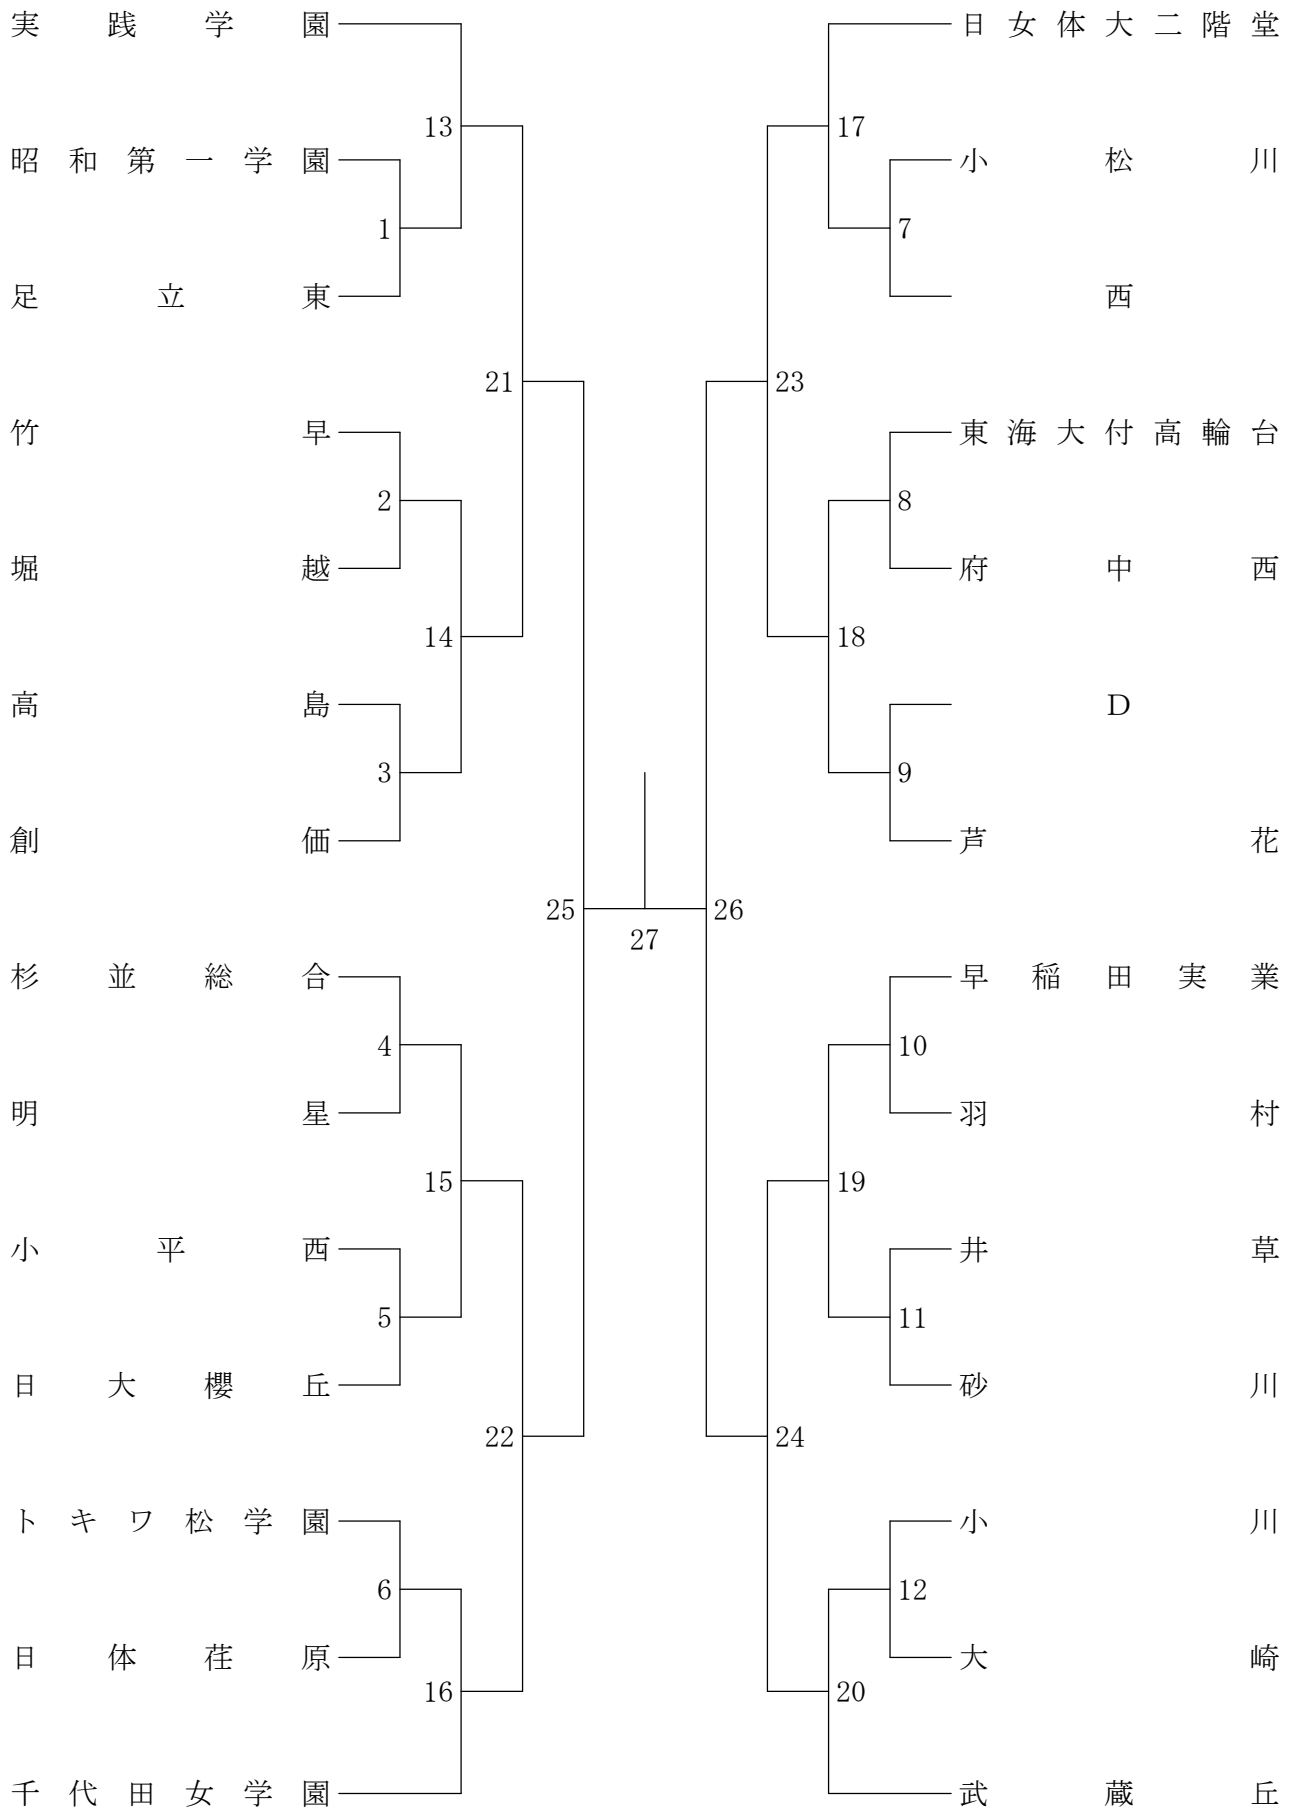 実践学園
日女体大二階堂
13
17
昭和第一学園
小松川
1
7
足立東
西
21
23
竹早
東海大付高輪台
2
8
堀越
府中西
14
18
高島
D
3
9
創価
芦花
25
26
27
杉並総合
早稲田実業
4
10
明星
羽村
15
19
小平西
井草
5
11
日大櫻丘
砂川
22
24
トキワ松学園
小川
6
12
日体荏原
大崎
16
20
千代田女学園
武蔵丘